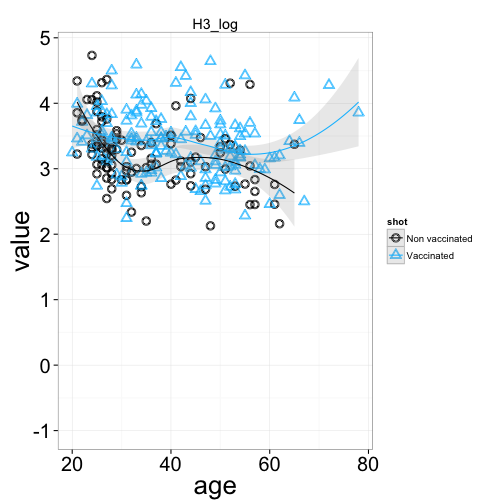 H3_log
5
4
3
2
1
0
-1
value
20 40 60 80
age
shot
Non vaccinated
Vaccinated